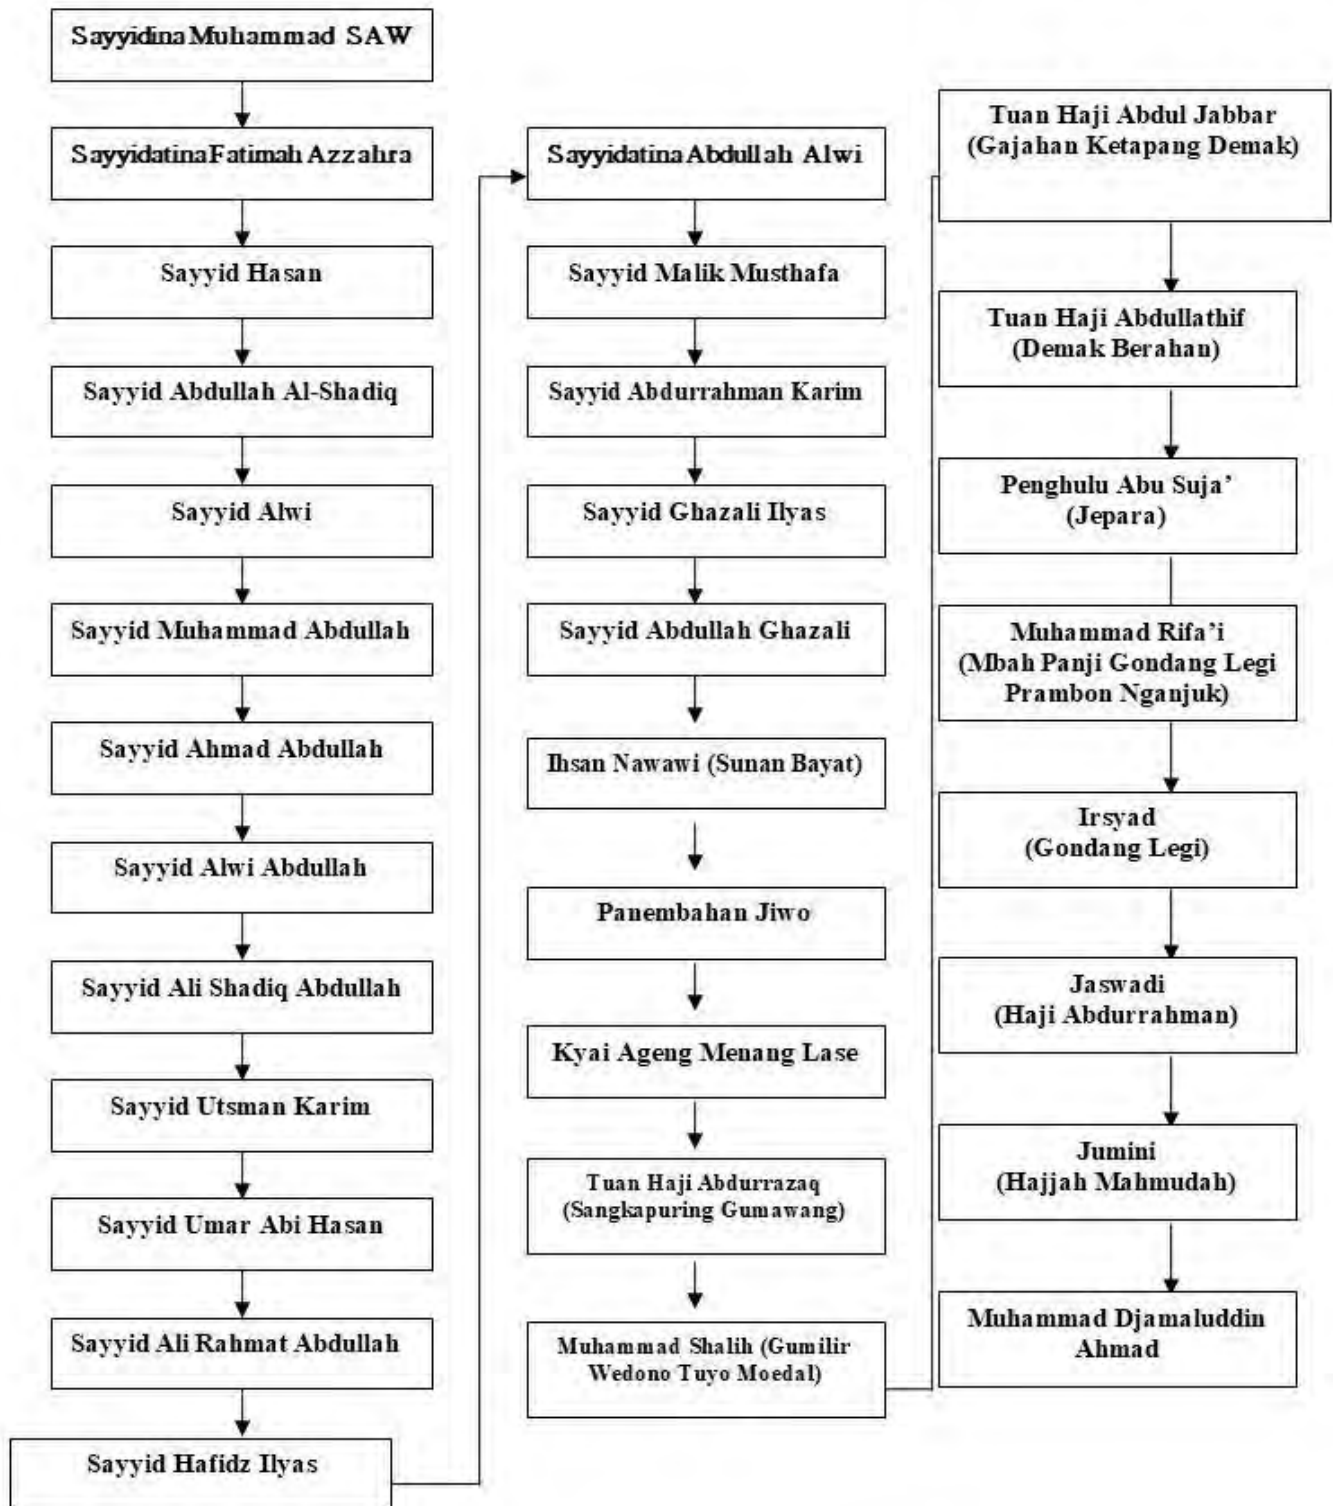 Sayyidina Muhammad SAW
Sayyidatina Fatimah Azzahra
Sayyid Hasan
Sayyid Abdullah Al-Shadiq
Sayyid Alwi
Sayyid Muhammad Abdullah
Sayyid Ahmad Abdullah
Sayyid Alwi Abdullah
Sayyid Ali Shadiq Abdullah
Sayyid Utsman Karim
Sayyid Umar Abi Hasan
Sayyid Ali Rahmat Abdullah
Sayyid Hafidz Ilyas
Sayyidatina Abdullah Alwi
Sayyid Malik Musthafa
Sayyid Abdurrahman Karim
Sayyid Ghazali Ilyas
Sayyid Abdullah Ghazali
Ihsan Nawawi (Sunan Bayat)
Panembahan Jiwo
Kyai Ageng Menang Lase
Tuan Haji Abdurrazaq
(Sangkapuring Gumawang)
Muhammad Shalih (Gumilir
Wedono Tuyo Moedal)
Tuan Haji Abdul Jabbar
(Gajahan Ketapang Demak)
Tuan Haji Abdullathif
(Demak Berahan)
Penghulu Abu Suja’
(Jepara)
Muhammad Rifa’i
(Mbah Panji Gondang Legi
Prambon Nganjuk)
Irsyad
(Gondang Legi)
Jaswadi
(Haji Abdurrahman)
Jumini
(Hajjah Mahmudah)
Muhammad Djamaluddin
Ahmad